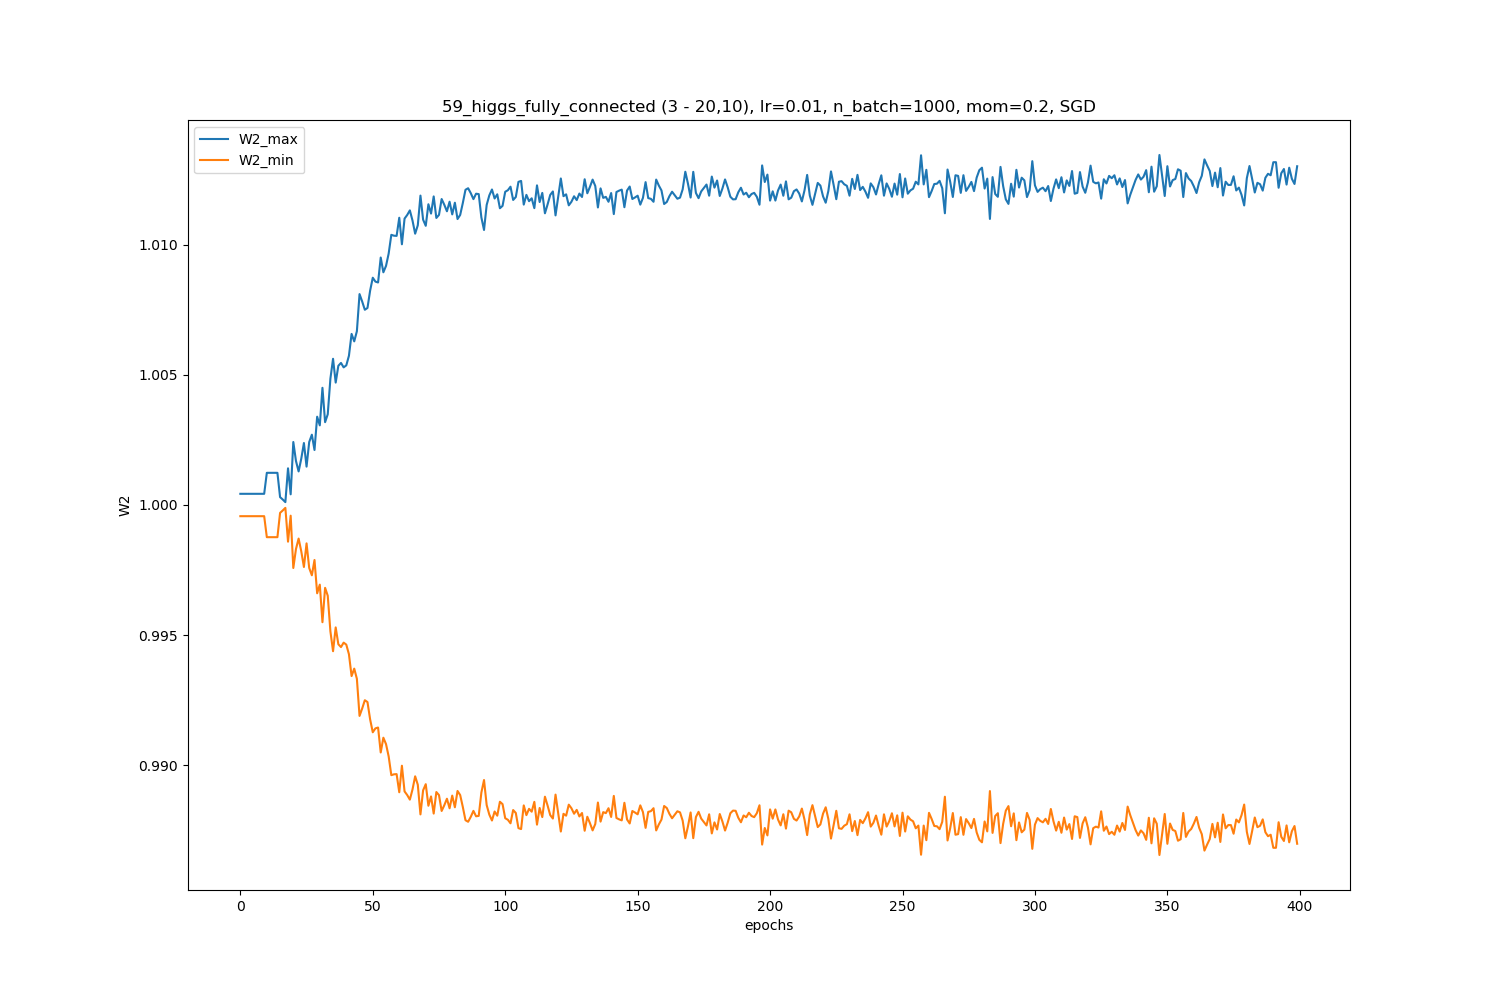 59_higgs_fully_connected (3 - 20,10), lr=0.01, n_batch=1000, mom=0.2, SGD
W2_max
W2_min
1.010
1.005
1.000
0.995
0.990
W2
0 50 100 150 200 250 300 350 400
epochs